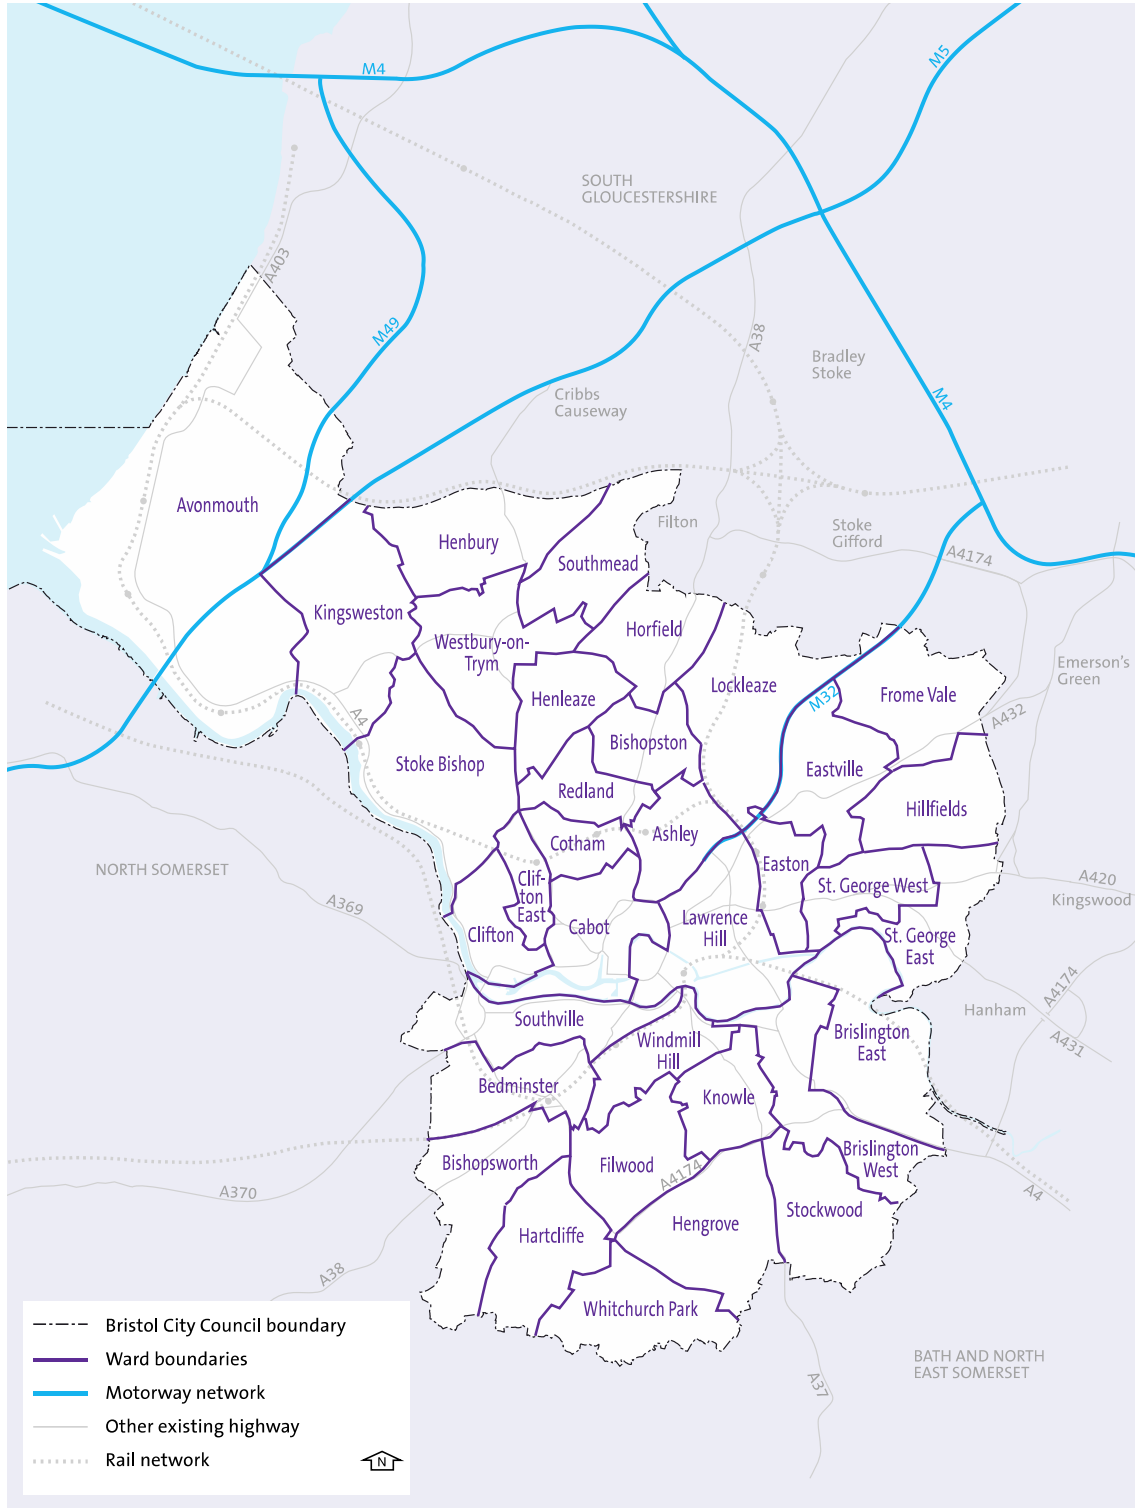 M4
M5
SOUTH
GLOUCESTERSHIRE
A403
M49
A38
Bradley
Stoke
Cribbs
Causeway
M4
Avonmouth
Filton
Stoke
Gifford
Henbury
Southmead
A4174
Kingsweston
Westbury-on-
Trym
Horfield
Emerson's
Green
Henleaze
Lockleaze
M32
Frome Vale
A432
A4
Bishopston
Stoke Bishop
Eastville
Redland
Hillfields
Ashley
Cotham
NORTH SOMERSET
Easton
St. George West
A420
Kingswood
Clif-
ton
East
A369
Cabot
Lawrence
Hill
Clifton
St. George
East
A4174
Hanham
Southville
Windmill
Hill
Brislington
East
A431
Bedminster
Knowle
Bishopsworth
Filwood
A4174
Brislington
West
A370
A4
Stockwood
Hengrove
Hartcliffe
A38
Whitchurch Park
BATH AND NORTH
EAST SOMERSET
A37
Bristol City Council boundary
Ward boundaries
Motorway network
Other existing highway
Rail network
N